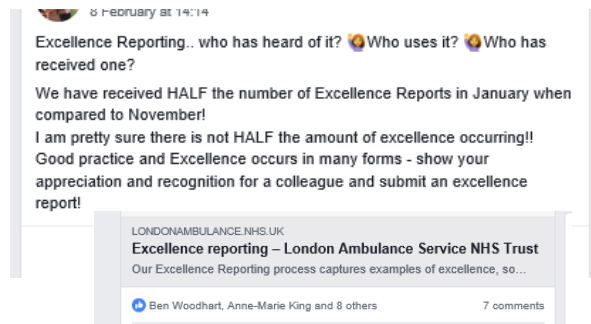 8 February at 14:14
Excellence Reporting.. who has heard of it? 🙋Who uses it? 🙋Who has
received one?
We have received HALF the number of Excellence Reports in January when
compared to November!
I am pretty sure there is not HALF the amount of excellence occurring!!
Good practice and Excellence occurs in many forms - show your
appreciation and recognition for a colleague and submit an excellence
report!
LONDONAMBULANCE.NHS.UK
Excellence reporting – London Ambulance Service NHS Trust
Our Excellence Reporting process captures examples of excellence, so...
Ben Woodhart, Anne-Marie King and 8 others 7 comments